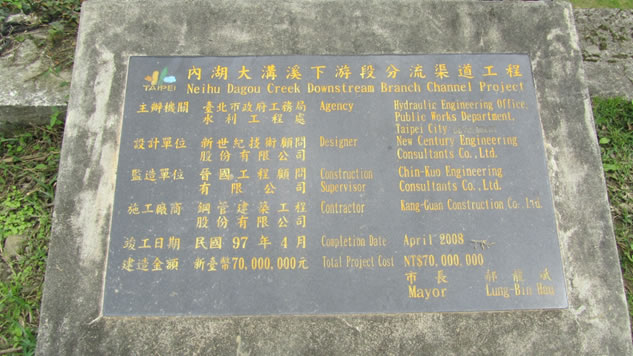 TAIPEI
內湖大溝溪下游段分流渠道工程
Neihu Dagou Creek Downstream Branch Channel Project
主辦機關 臺北市政府工務局水利工程處 Agency Hydraulic Engineering Office,
Public Works Department,
Taipei City
設計單位 新世紀技術顧問股份有限公司 Designer New Century Engineering
Consultants Co., Ltd.
監造單位 晉國工程顧問有限公司 Construction Supervisor Chin-Kuo Engineering
Consultants Co., Ltd.
施工廠商 鋼管建築工程股份有限公司 Contractor Kang-Guan Construction Co., Ltd.
竣工日期 民國 97 年 4 月 Completion Date April 2008
建造金額 新臺幣70,000,000元 Total Project Cost NT$70,000,000
市長 郝龍斌
Mayor Lung-Bin Hau